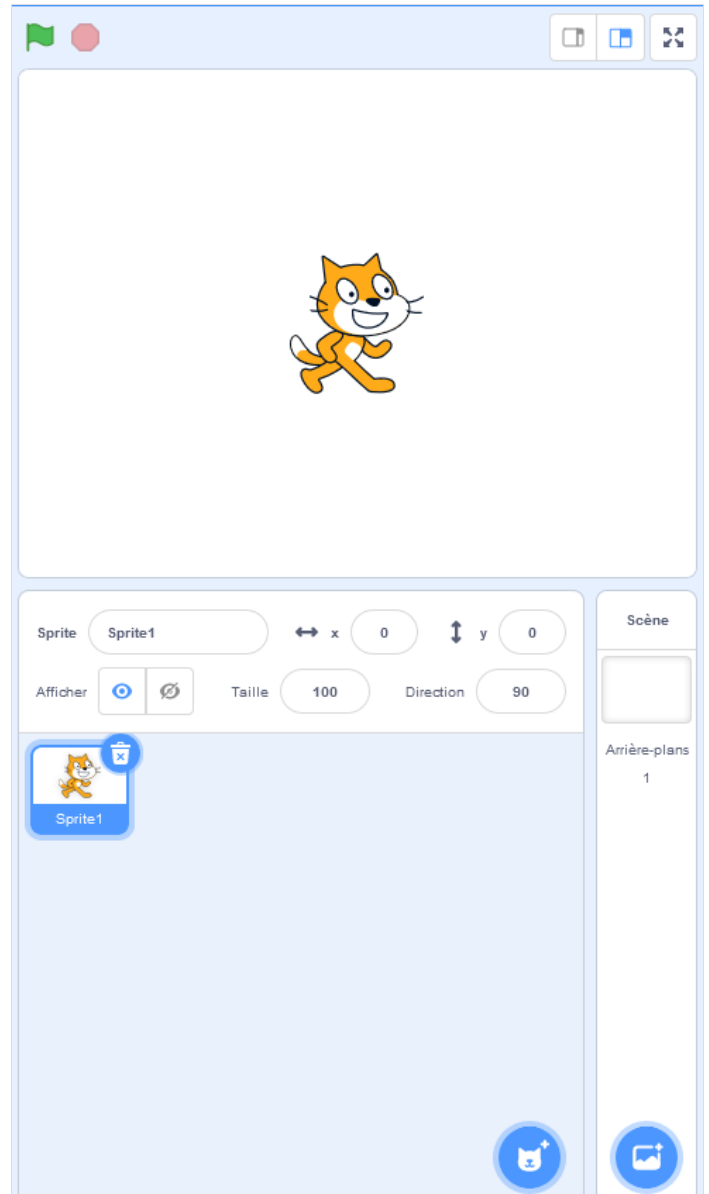 Sprite Sprite1 x 0 y 0
Afficher Taille 100 Direction 90
Sprite1
Scène
Arrière-plans
1